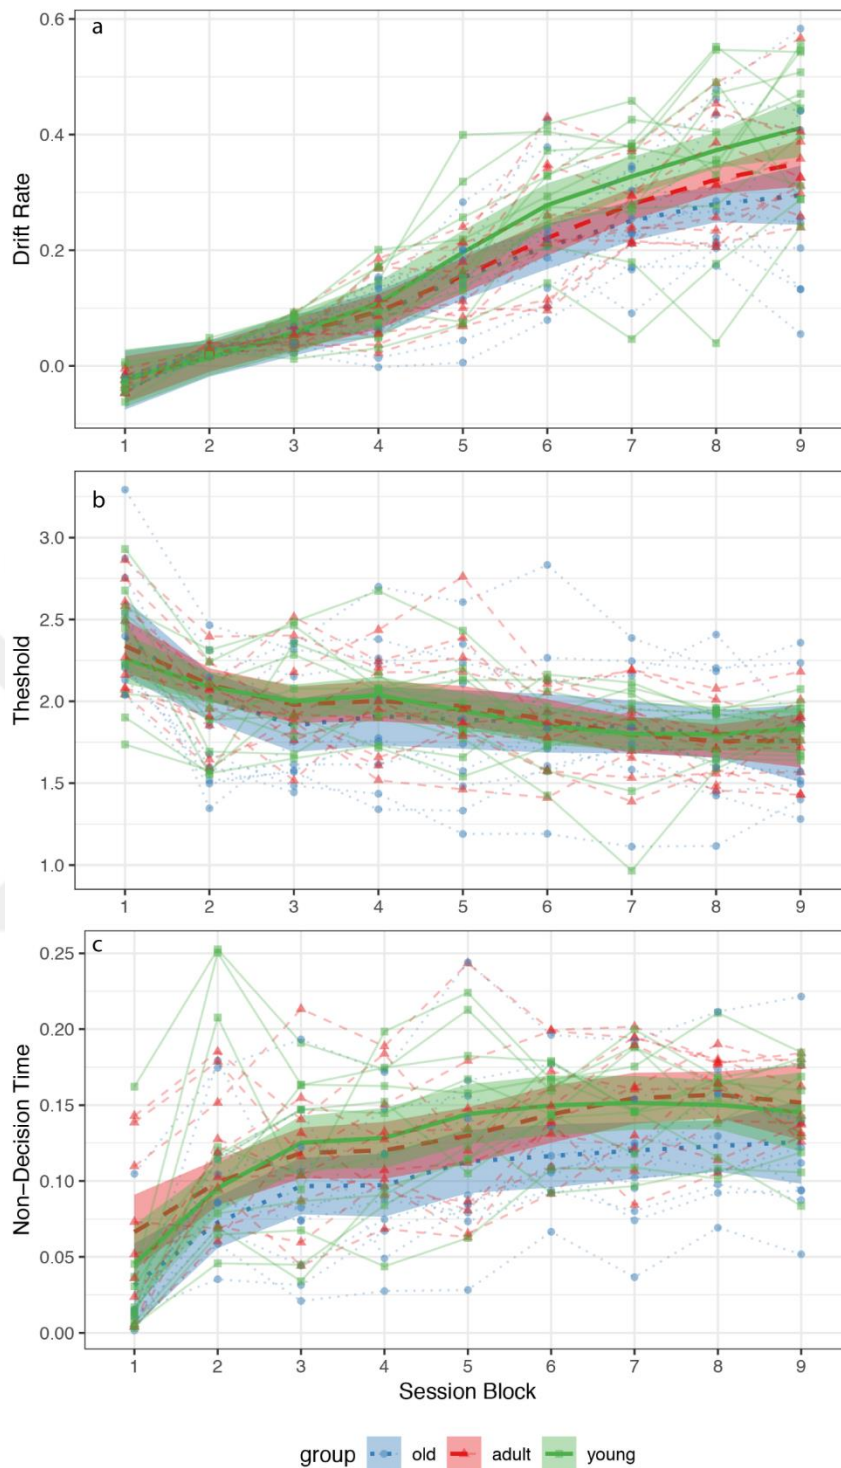 a
0.6
0.4
0.2
0.0
Drift Rate
1 2 3 4 5 6 7 8 9
b
3.0
2.5
2.0
1.5
1.0
Theshold
1 2 3 4 5 6 7 8 9
c
0.25
0.20
0.15
0.10
0.05
0.00
Non−Decision Time
1 2 3 4 5 6 7 8 9
Session Block
group old adult young